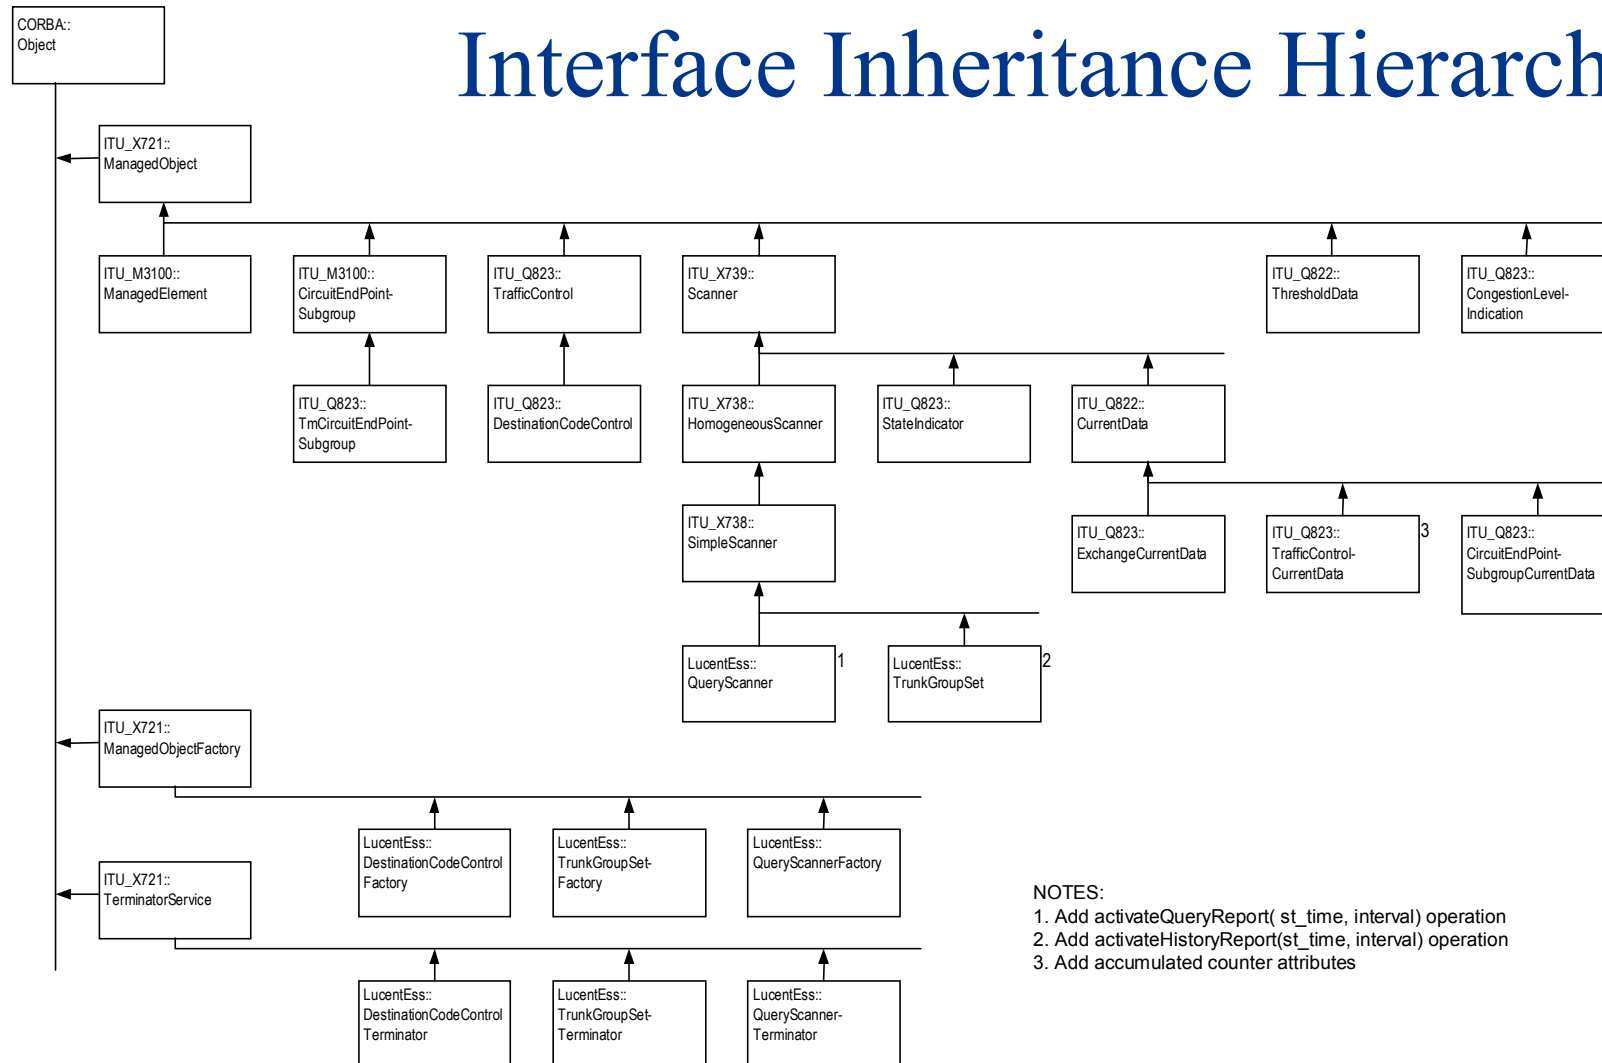 CORBA::
Object
Interface Inheritance Hierarch
ITU_X721::
ManagedObject
ITU_M3100::
ManagedElement
ITU_M3100::
CircuitEndPoint-
Subgroup
ITU_Q823::
TrafficControl
ITU_X739::
Scanner
ITU_Q822::
ThresholdData
ITU_Q823::
CongestionLevel-
Indication
ITU_Q823::
TmCircuitEndPoint-
Subgroup
ITU_Q823::
DestinationCodeControl
ITU_X738::
HomogeneousScanner
ITU_Q823::
StateIndicator
ITU_Q822::
CurrentData
ITU_X738::
SimpleScanner
ITU_Q823::
ExchangeCurrentData
ITU_Q823::
TrafficControl-
CurrentData
3
ITU_Q823::
CircuitEndPoint-
SubgroupCurrentData
LucentEss::
QueryScanner
1
LucentEss::
TrunkGroupSet
2
ITU_X721::
ManagedObjectFactory
LucentEss::
DestinationCodeControl
Factory
LucentEss::
TrunkGroupSet-
Factory
LucentEss::
QueryScannerFactory
ITU_X721::
TerminatorService
LucentEss::
DestinationCodeControl
Terminator
LucentEss::
TrunkGroupSet-
Terminator
LucentEss::
QueryScanner-
Terminator
NOTES:
1. Add activateQueryReport( st_time, interval) operation
2. Add activateHistoryReport(st_time, interval) operation
3. Add accumulated counter attributes